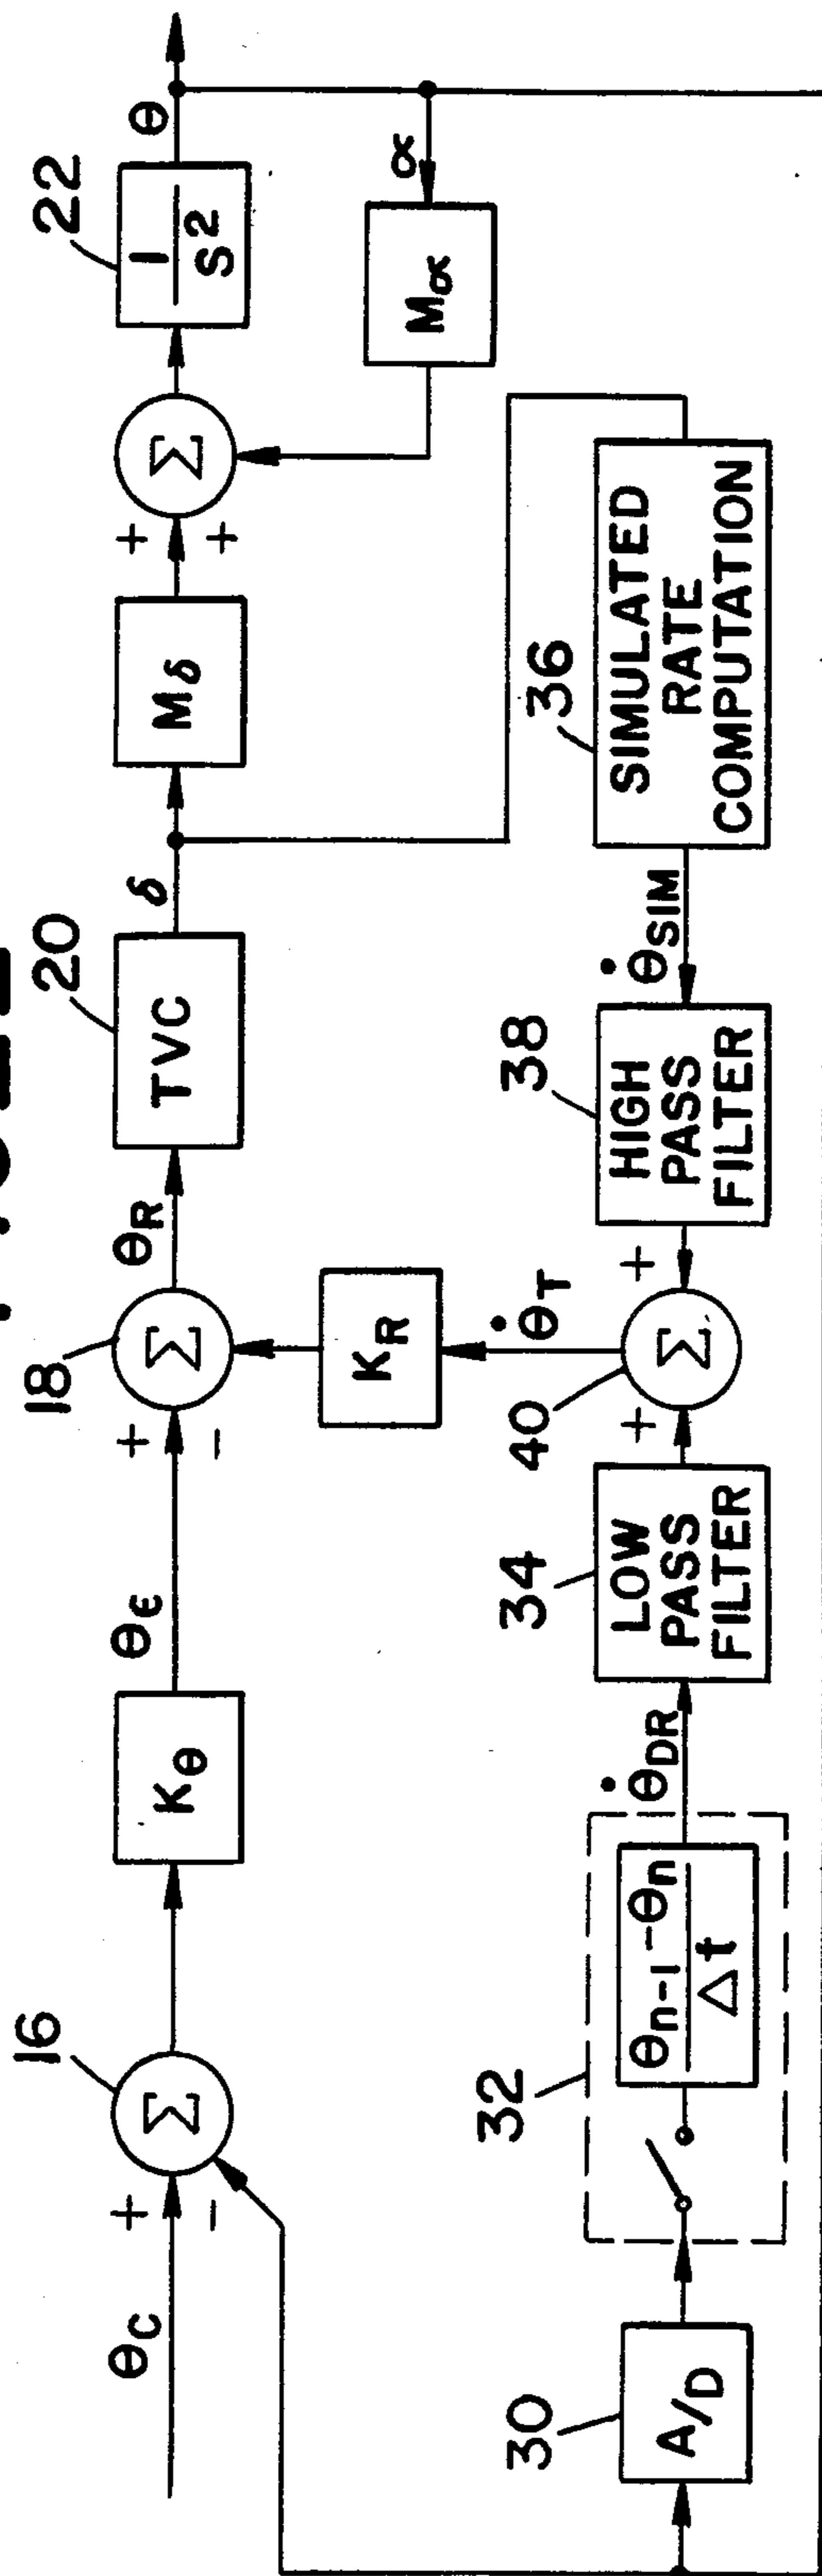 θC
+
−
16
Σ
Kθ
θϵ
+
−
18
Σ
θR
20
TVC
δ
Mδ
+
+
Σ
22
1
S²
θ
α
Mα
KR
θ̇T
30
A/D
32
θn-1-θn
Δt
θ̇DR
34
LOW
PASS
FILTER
+
40
Σ
+
38
HIGH
PASS
FILTER
θ̇SIM
36
SIMULATED
RATE
COMPUTATION